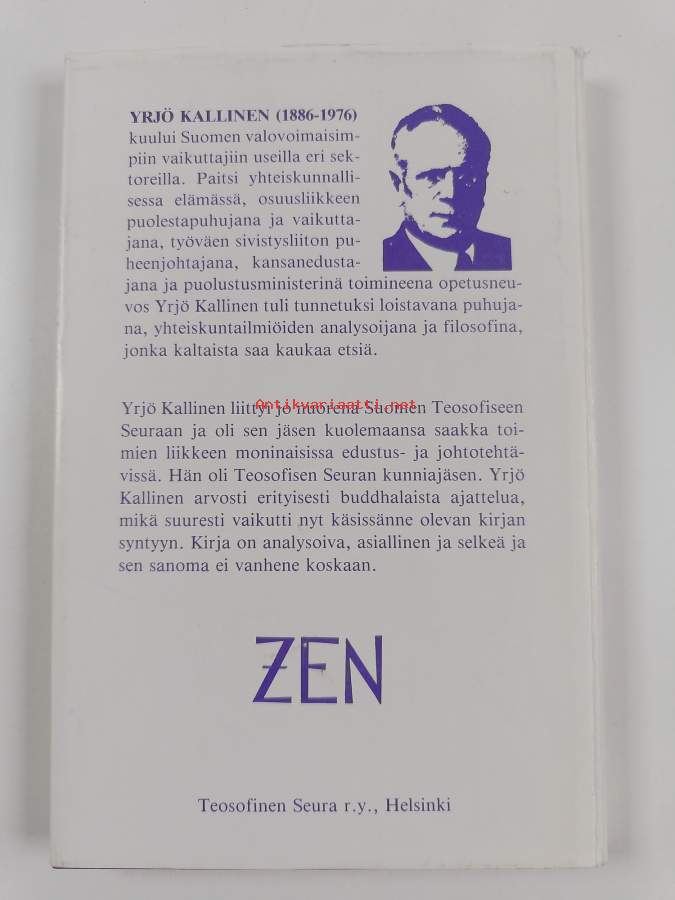 YRJÖ KALLINEN (1886-1976)
kuului Suomen valovoimaisim-
piin vaikuttajiin useilla eri sek-
toreilla. Paitsi yhteiskunnalli-
sessa elämässä, osuusliikkeen
puolestapuhujana ja vaikutta-
jana, työväen sivistysliiton pu-
heenjohtajana, kansanedusta-
jana ja puolustusministerinä toimineena opetusneu-
vos Yrjö Kallinen tuli tunnetuksi loistavana puhuja-
na, yhteiskuntailmiöiden analysoijana ja filosofina,
jonka kaltaista saa kaukaa etsiä.
Yrjö Kallinen liittyi jo nuorena Suomen Teosofiseen
Antikvariaatti.net
Seuraan ja oli sen jäsen kuolemaansa saakka toi-
mien liikkeen moninaisissa edustus- ja johtotehtä-
vissä. Hän oli Teosofisen Seuran kunniajäsen. Yrjö
Kallinen arvosti erityisesti buddhalaista ajattelua,
mikä suuresti vaikutti nyt käsissänne olevan kirjan
syntyyn. Kirja on analysoiva, asiallinen ja selkeä ja
sen sanoma ei vanhene koskaan.
ZEN
Teosofinen Seura r.y., Helsinki